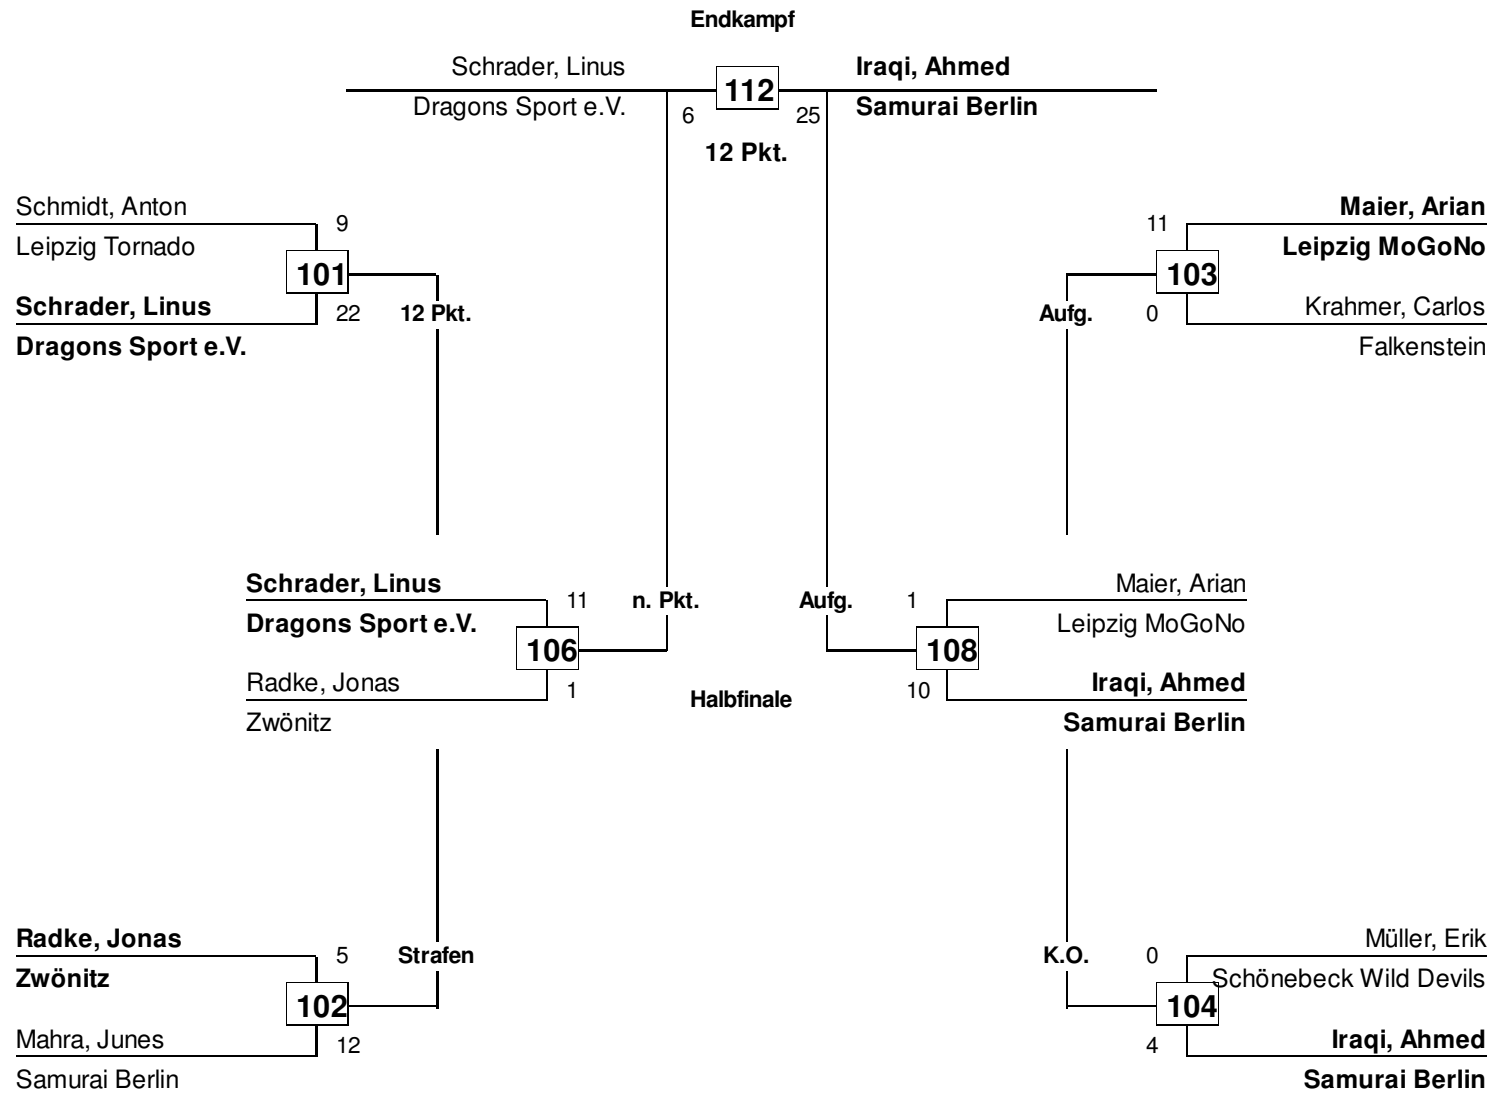 Endkampf
Schrader, Linus
Dragons Sport e.V.
6
112
25
12 Pkt.
Iraqi, Ahmed
Samurai Berlin
Schmidt, Anton
Leipzig Tornado
9
101
Schrader, Linus
Dragons Sport e.V.
22
12 Pkt.
Maier, Arian
Leipzig MoGoNo
11
103
Krahmer, Carlos
Falkenstein
0
Aufg.
Schrader, Linus
Dragons Sport e.V.
11
n. Pkt.
106
Radke, Jonas
Zwönitz
1
Halbfinale
Aufg.
1
Maier, Arian
Leipzig MoGoNo
108
10
Iraqi, Ahmed
Samurai Berlin
Radke, Jonas
Zwönitz
5
Strafen
102
Mahra, Junes
Samurai Berlin
12
K.O.
0
Müller, Erik
Schönebeck Wild Devils
104
4
Iraqi, Ahmed
Samurai Berlin